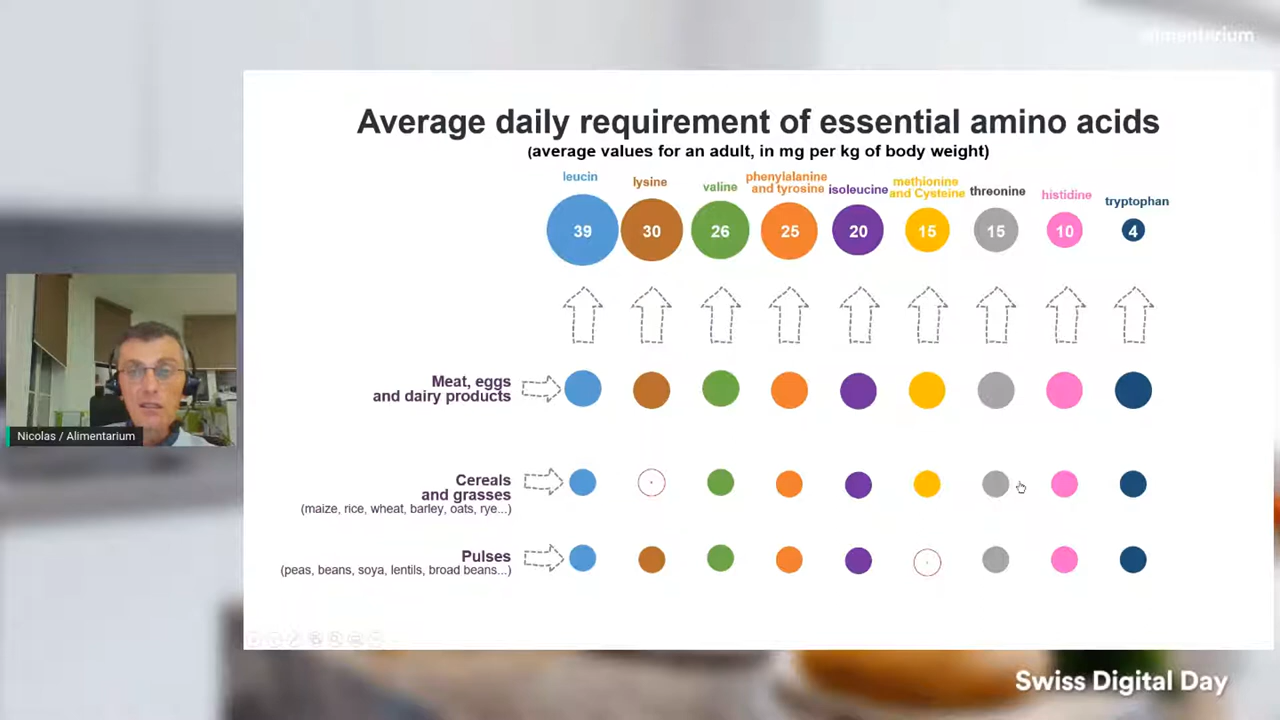 alimentarium
Average daily requirement of essential amino acids
(average values for an adult, in mg per kg of body weight)
leucin
lysine
valine
phenylalanine
and tyrosine
isoleucine
methionine
and Cysteine
threonine
histidine
tryptophan
39
30
26
25
20
15
15
10
4
Meat, eggs
and dairy products
Nicolas / Alimentarium
Cereals
and grasses
(maize, rice, wheat, barley, oats, rye...)
Pulses
(peas, beans, soya, lentils, broad beans...)
Swiss Digital Day